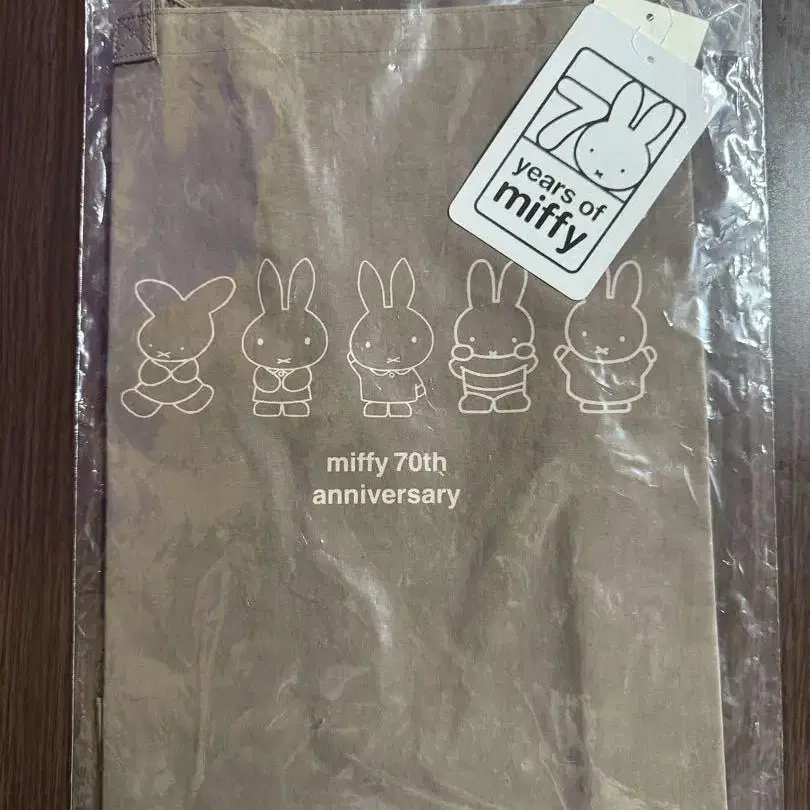 70
years of
miffy
miffy 70th
anniversary